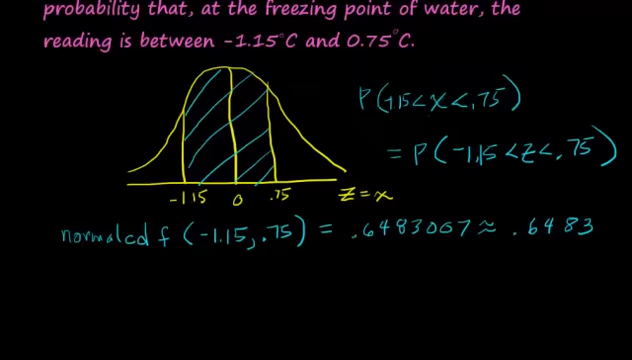 probability that, at the freezing point of water, the
reading is between -1.15°C and 0.75°C.
P(-1.15<x<.75)
= P(-1.15<z<.75)
-1.15 0 .75 z = x
normalcdf (-1.15, .75) = .6483007 ≈ .6483